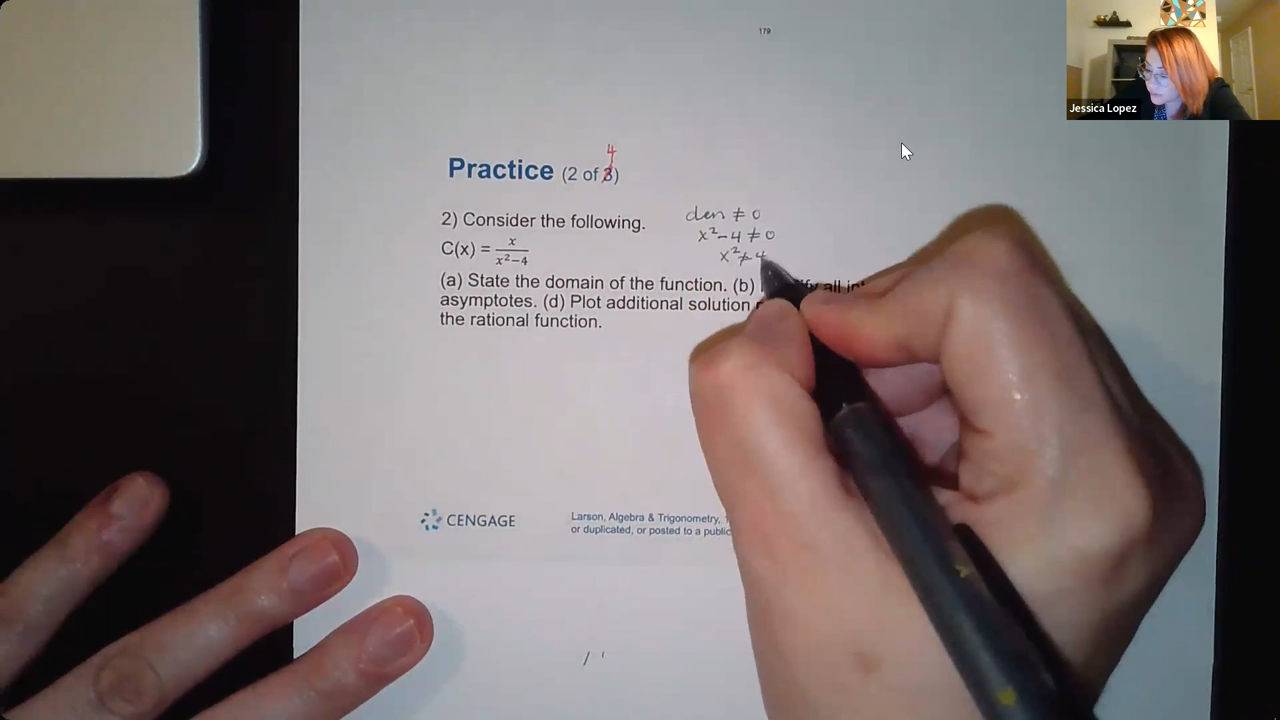 179
Jessica Lopez
4
Practice (2 of 3)
2) Consider the following.
den ≠ 0
C(x) = x/(x²−4)
x²−4 ≠ 0
x² ≠ 4
(a) State the domain of the function. (b) all
asymptotes. (d) Plot additional solution
the rational function.
CENGAGE
Larson, Algebra & Trigonometry,
or duplicated, or posted to a